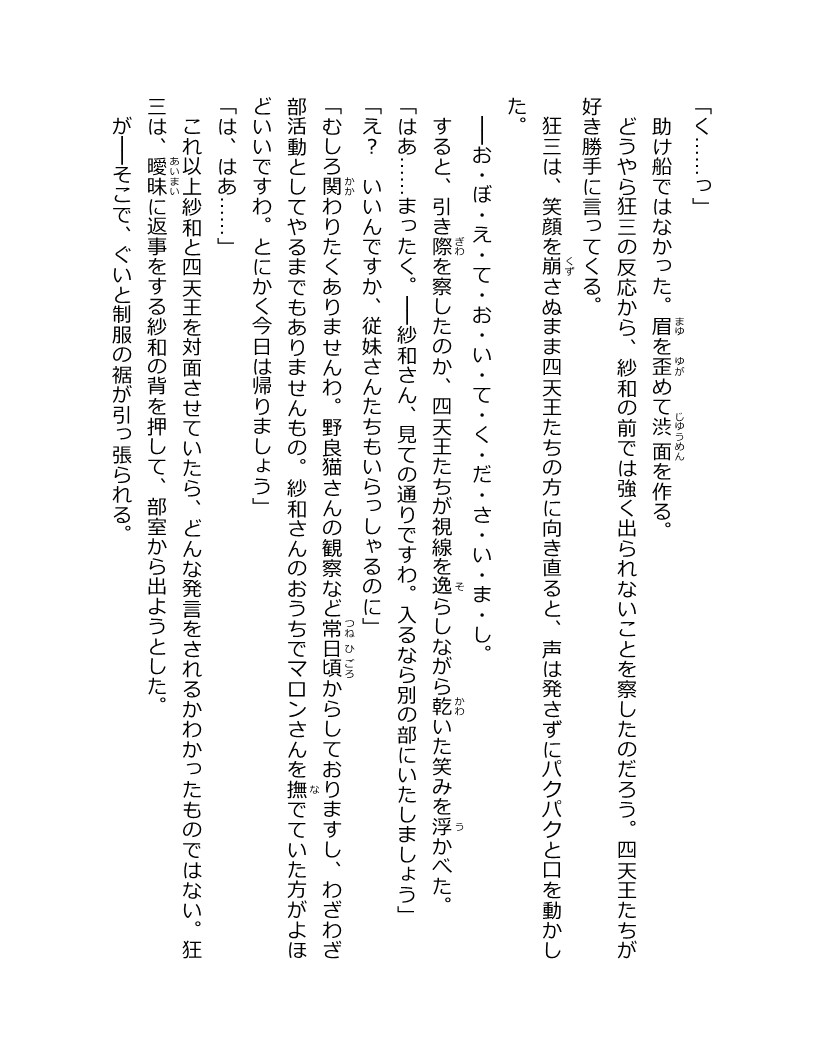 「く……っ」
助け船ではなかった。眉を歪めて渋面を作る。
どうやら狂三の反応から、紗和の前では強く出られないことを察したのだろう。四天王たちが
好き勝手に言ってくる。
狂三は、笑顔を崩さぬまま四天王たちの方に向き直ると、声は発さずにパクパクと口を動かし
た。
──お・ぼ・え・て・お・い・て・く・だ・さ・い・ま・し。
すると、引き際を察したのか、四天王たちが視線を逸らしながら乾いた笑みを浮かべた。
「はあ……まったく。──紗和さん、見ての通りですわ。入るなら別の部にいたしましょう」
「え？　いいんですか、従妹さんたちもいらっしゃるのに」
「むしろ関わりたくありませんわ。野良猫さんの観察など常日頃からしておりますし、わざわざ
部活動としてやるまでもありませんもの。紗和さんのおうちでマロンさんを撫でていた方がよほ
どいいですわ。とにかく今日は帰りましょう」
「は、はあ……」
これ以上紗和と四天王を対面させていたら、どんな発言をされるかわかったものではない。狂
三は、曖昧に返事をする紗和の背を押して、部室から出ようとした。
が──そこで、ぐいと制服の裾が引っ張られる。